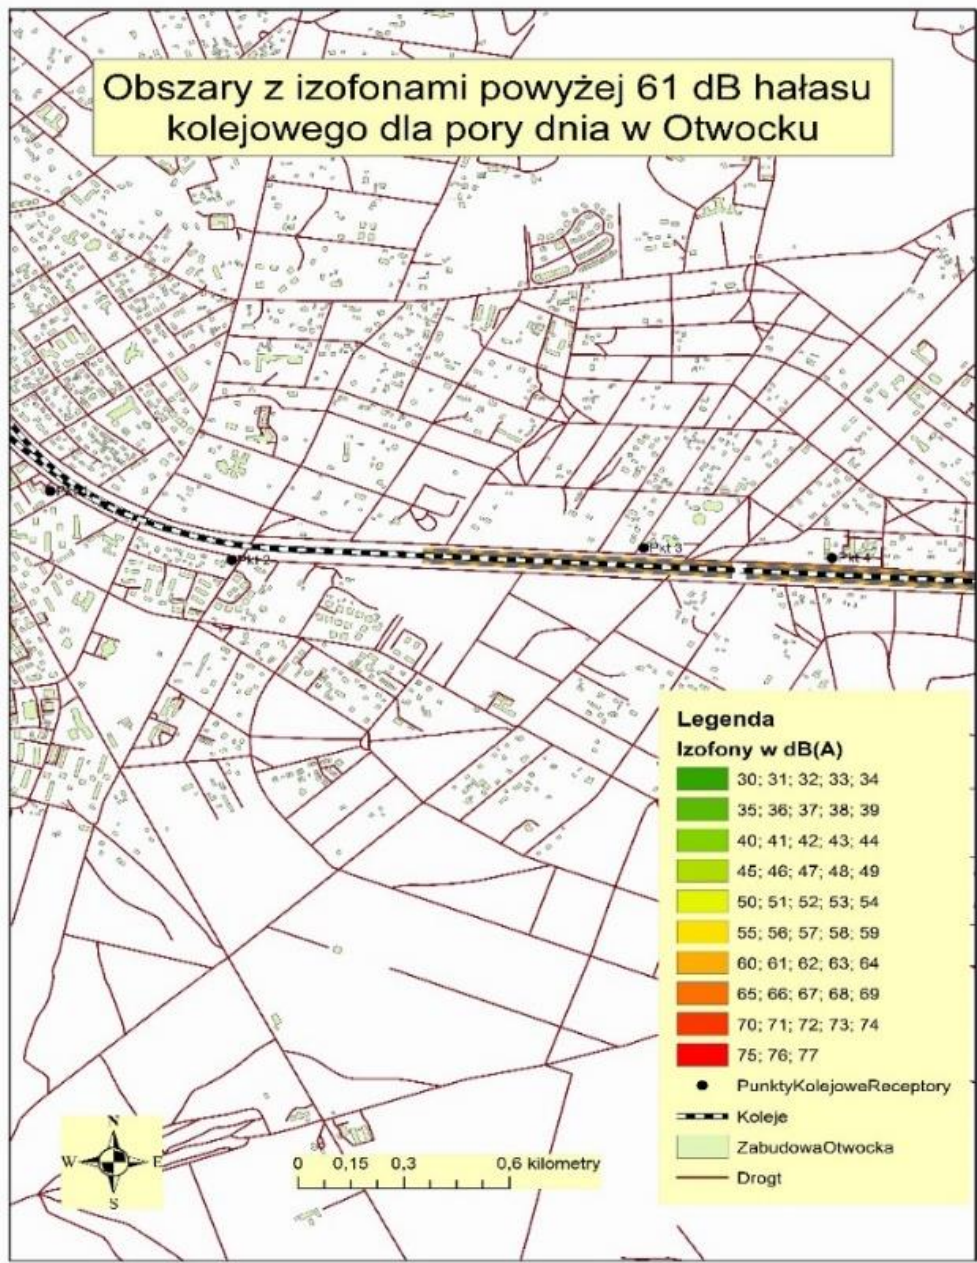 Obszary z izofonami powyżej 61 dB hałasu
kolejowego dla pory dnia w Otwocku
Pkt 2
Pkt 3
Pkt 4
Legenda
Izofony w dB(A)
30; 31; 32; 33; 34
35; 36; 37; 38; 39
40; 41; 42; 43; 44
45; 46; 47; 48; 49
50; 51; 52; 53; 54
55; 56; 57; 58; 59
60; 61; 62; 63; 64
65; 66; 67; 68; 69
70; 71; 72; 73; 74
75; 76; 77
PunktyKolejoweReceptory
Koleje
ZabudowaOtwocka
Drogt
N
W E
S
0 0,15 0,3 0,6 kilometry